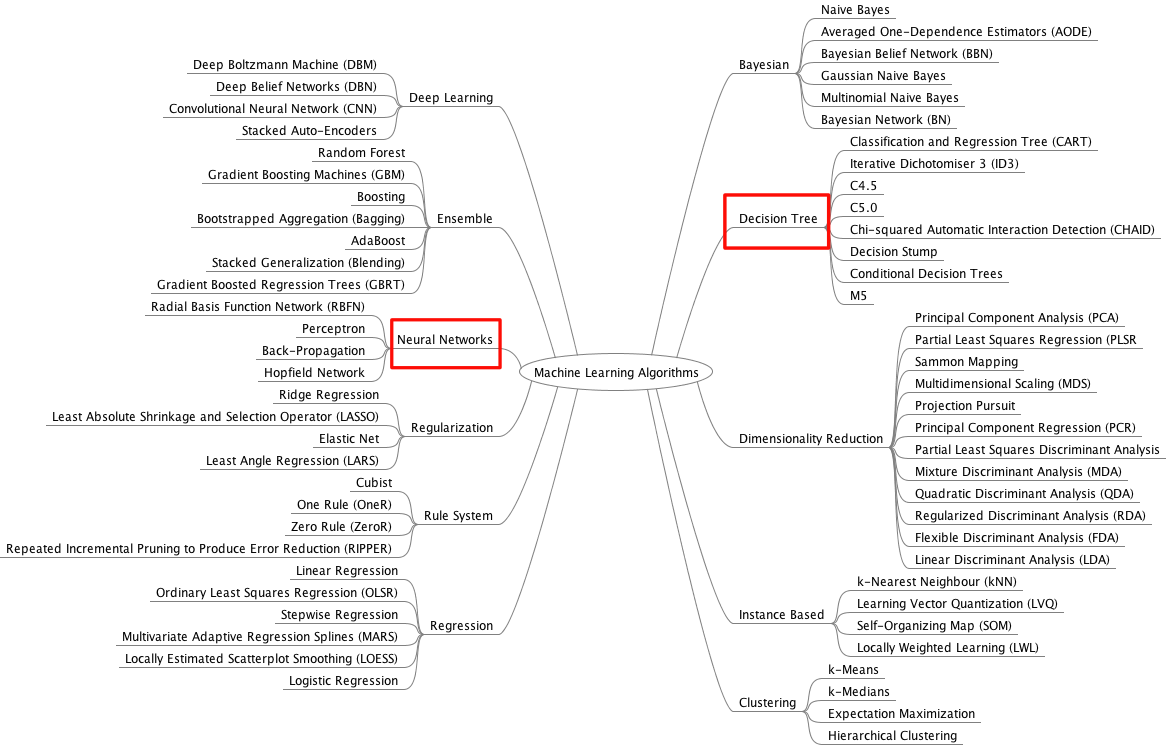 Deep Learning
Deep Boltzmann Machine (DBM)
Deep Belief Networks (DBN)
Convolutional Neural Network (CNN)
Stacked Auto-Encoders
Ensemble
Random Forest
Gradient Boosting Machines (GBM)
Boosting
Bootstrapped Aggregation (Bagging)
AdaBoost
Stacked Generalization (Blending)
Gradient Boosted Regression Trees (GBRT)
Neural Networks
Radial Basis Function Network (RBFN)
Perceptron
Back-Propagation
Hopfield Network
Regularization
Ridge Regression
Least Absolute Shrinkage and Selection Operator (LASSO)
Elastic Net
Least Angle Regression (LARS)
Rule System
Cubist
One Rule (OneR)
Zero Rule (ZeroR)
Repeated Incremental Pruning to Produce Error Reduction (RIPPER)
Regression
Linear Regression
Ordinary Least Squares Regression (OLSR)
Stepwise Regression
Multivariate Adaptive Regression Splines (MARS)
Locally Estimated Scatterplot Smoothing (LOESS)
Logistic Regression
Machine Learning Algorithms
Bayesian
Naive Bayes
Averaged One-Dependence Estimators (AODE)
Bayesian Belief Network (BBN)
Gaussian Naive Bayes
Multinomial Naive Bayes
Bayesian Network (BN)
Decision Tree
Classification and Regression Tree (CART)
Iterative Dichotomiser 3 (ID3)
C4.5
C5.0
Chi-squared Automatic Interaction Detection (CHAID)
Decision Stump
Conditional Decision Trees
M5
Dimensionality Reduction
Principal Component Analysis (PCA)
Partial Least Squares Regression (PLSR
Sammon Mapping
Multidimensional Scaling (MDS)
Projection Pursuit
Principal Component Regression (PCR)
Partial Least Squares Discriminant Analysis
Mixture Discriminant Analysis (MDA)
Quadratic Discriminant Analysis (QDA)
Regularized Discriminant Analysis (RDA)
Flexible Discriminant Analysis (FDA)
Linear Discriminant Analysis (LDA)
Instance Based
k-Nearest Neighbour (kNN)
Learning Vector Quantization (LVQ)
Self-Organizing Map (SOM)
Locally Weighted Learning (LWL)
Clustering
k-Means
k-Medians
Expectation Maximization
Hierarchical Clustering